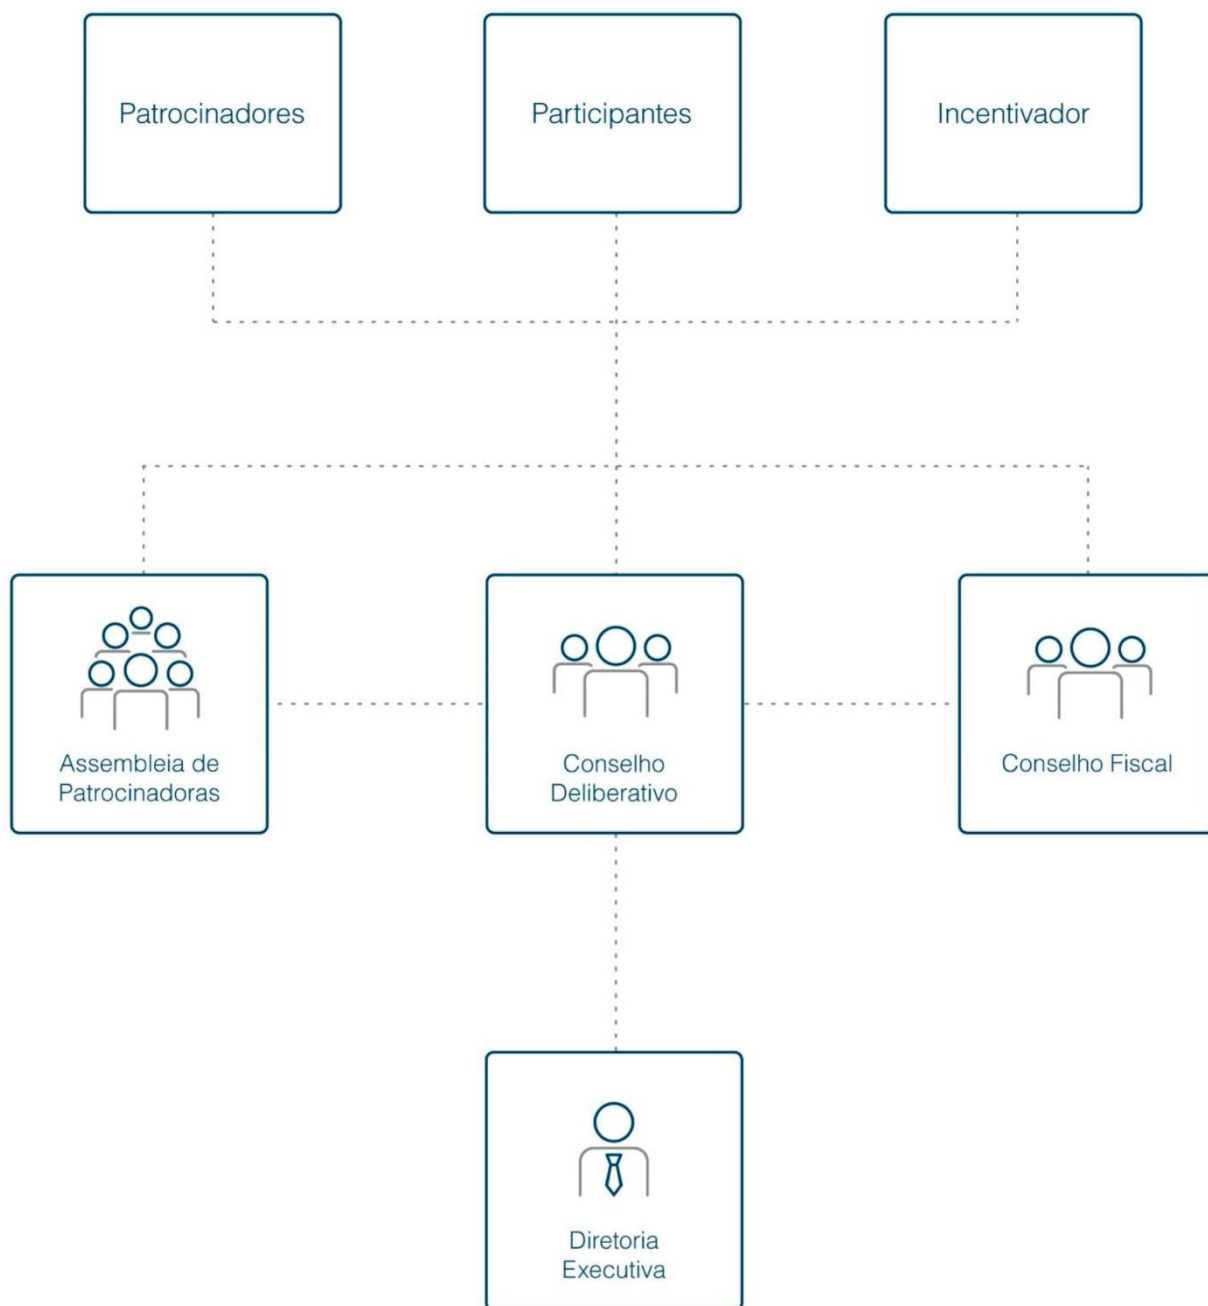 Patrocinadores
Participantes
Incentivador
Assembleia de
Patrocinadoras
Conselho
Deliberativo
Conselho Fiscal
Diretoria
Executiva